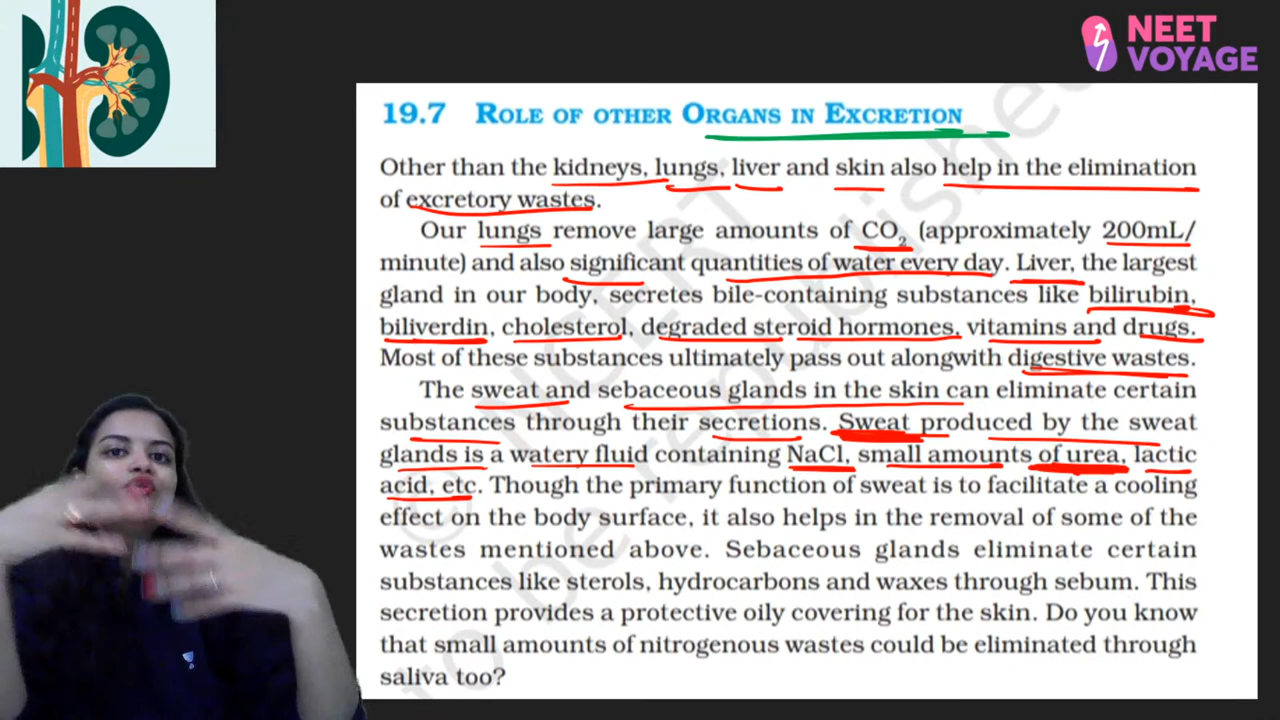 NEET
VOYAGE
19.7 ROLE OF OTHER ORGANS IN EXCRETION
Other than the kidneys, lungs, liver and skin also help in the elimination
of excretory wastes.
Our lungs remove large amounts of CO₂ (approximately 200mL/
minute) and also significant quantities of water every day. Liver, the largest
gland in our body, secretes bile-containing substances like bilirubin,
biliverdin, cholesterol, degraded steroid hormones, vitamins and drugs.
Most of these substances ultimately pass out alongwith digestive wastes.
The sweat and sebaceous glands in the skin can eliminate certain
substances through their secretions. Sweat produced by the sweat
glands is a watery fluid containing NaCl, small amounts of urea, lactic
acid, etc. Though the primary function of sweat is to facilitate a cooling
effect on the body surface, it also helps in the removal of some of the
wastes mentioned above. Sebaceous glands eliminate certain
substances like sterols, hydrocarbons and waxes through sebum. This
secretion provides a protective oily covering for the skin. Do you know
that small amounts of nitrogenous wastes could be eliminated through
saliva too?
© NCERT
to be republished